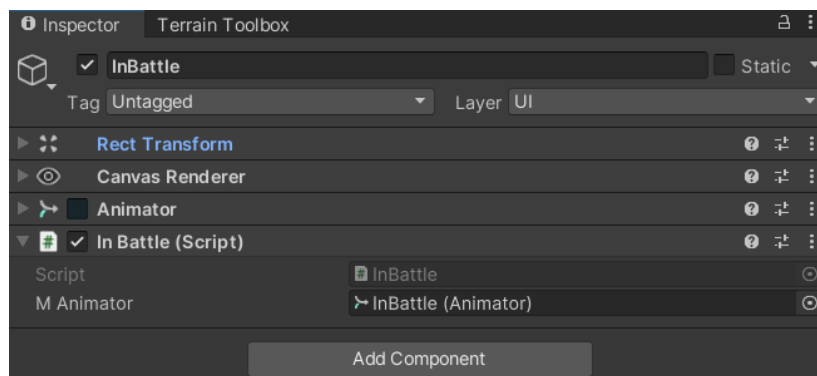 Inspector Terrain Toolbox
InBattle Static
Tag Untagged Layer UI
Rect Transform
Canvas Renderer
Animator
# In Battle (Script)
Script # InBattle
M Animator InBattle (Animator)
Add Component